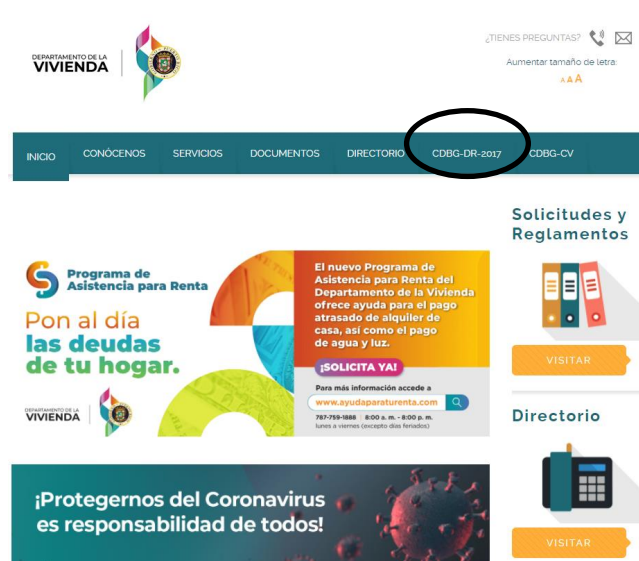 DEPARTAMENTO DE LA
VIVIENDA
¿TIENES PREGUNTAS?
Aumentar tamaño de letra:
A A A
INICIO CONÓCENOS SERVICIOS DOCUMENTOS DIRECTORIO CDBG-DR-2017 CDBG-CV
Programa de
Asistencia para Renta
Pon al día
las deudas
de tu hogar.
DEPARTAMENTO DE LA
VIVIENDA
El nuevo Programa de
Asistencia para Renta del
Departamento de la Vivienda
ofrece ayuda para el pago
atrasado de alquiler de
casa, así como el pago
de agua y luz.
¡SOLICITA YA!
Para más información accede a
www.ayudaparaturenta.com
787-759-1888 | 8:00 a. m. - 8:00 p. m.
lunes a viernes (excepto días feriados)
¡Protegernos del Coronavirus
es responsabilidad de todos!
Solicitudes y
Reglamentos
VISITAR
Directorio
VISITAR